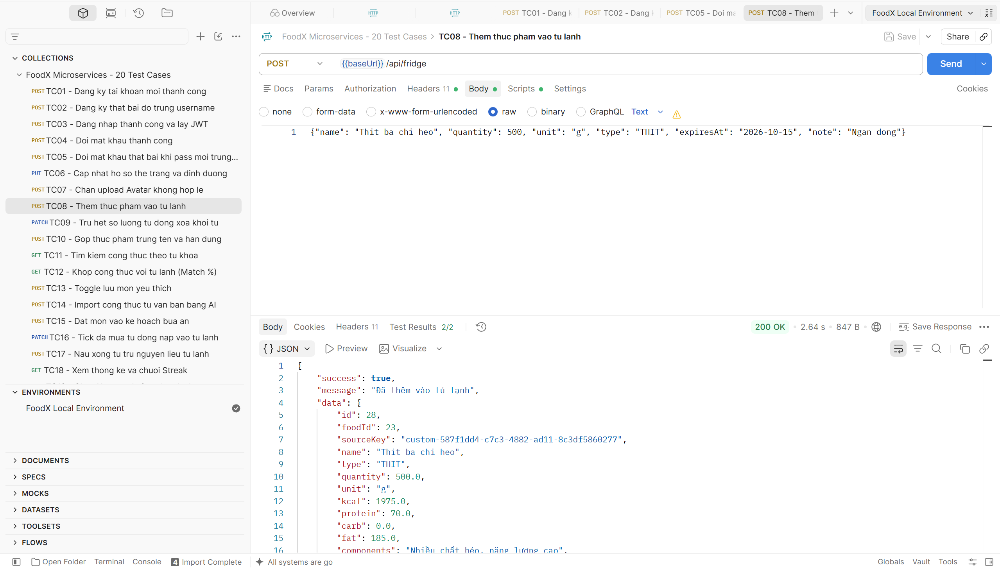 Overview
HTTP
HTTP
POST TC01 - Dang k
POST TC02 - Dang k
POST TC05 - Doi ma
POST TC08 - Them
FoodX Local Environment
HTTP FoodX Microservices - 20 Test Cases > TC08 - Them thuc pham vao tu lanh
Save
Share
COLLECTIONS
FoodX Microservices - 20 Test Cases
POST TC01 - Dang ky tai khoan moi thanh cong
POST TC02 - Dang ky that bai do trung username
POST TC03 - Dang nhap thanh cong va lay JWT
POST TC04 - Doi mat khau thanh cong
POST TC05 - Doi mat khau that bai khi pass moi trung...
PUT TC06 - Cap nhat ho so the trang va dinh duong
POST TC07 - Chan upload Avatar khong hop le
POST TC08 - Them thuc pham vao tu lanh
PATCH TC09 - Tru het so luong tu dong xoa khoi tu
POST TC10 - Gop thuc pham trung ten va han dung
GET TC11 - Tim kiem cong thuc theo tu khoa
GET TC12 - Khop cong thuc voi tu lanh (Match %)
POST TC13 - Toggle luu mon yeu thich
POST TC14 - Import cong thuc tu van ban bang AI
POST TC15 - Dat mon vao ke hoach bua an
PATCH TC16 - Tick da mua tu dong nap vao tu lanh
POST TC17 - Nau xong tu tru nguyen lieu tu lanh
GET TC18 - Xem thong ke va chuoi Streak
ENVIRONMENTS
FoodX Local Environment
DOCUMENTS
SPECS
MOCKS
DATASETS
TOOLSETS
FLOWS
POST {{baseUrl}} /api/fridge
Send
Docs Params Authorization Headers 11 Body Scripts Settings Cookies
none form-data x-www-form-urlencoded raw binary GraphQL Text
1 {"name": "Thit ba chi heo", "quantity": 500, "unit": "g", "type": "THIT", "expiresAt": "2026-10-15", "note": "Ngan dong"}
Body Cookies Headers 11 Test Results 2/2
200 OK • 2.64 s • 847 B • e.g. Save Response
{} JSON Preview Visualize
1 {
2 "success": true,
3 "message": "Đã thêm vào tủ lạnh",
4 "data": {
5 "id": 28,
6 "foodId": 23,
7 "sourceKey": "custom-587f1dd4-c7c3-4882-ad11-8c3df5860277",
8 "name": "Thit ba chi heo",
9 "type": "THIT",
10 "quantity": 500.0,
11 "unit": "g",
12 "kcal": 1975.0,
13 "protein": 70.0,
14 "carb": 0.0,
15 "fat": 185.0,
16 "components": "Nhiều chất béo, năng lượng cao",
Open Folder Terminal Console 4 Import Complete All systems are go
Globals Vault Tools